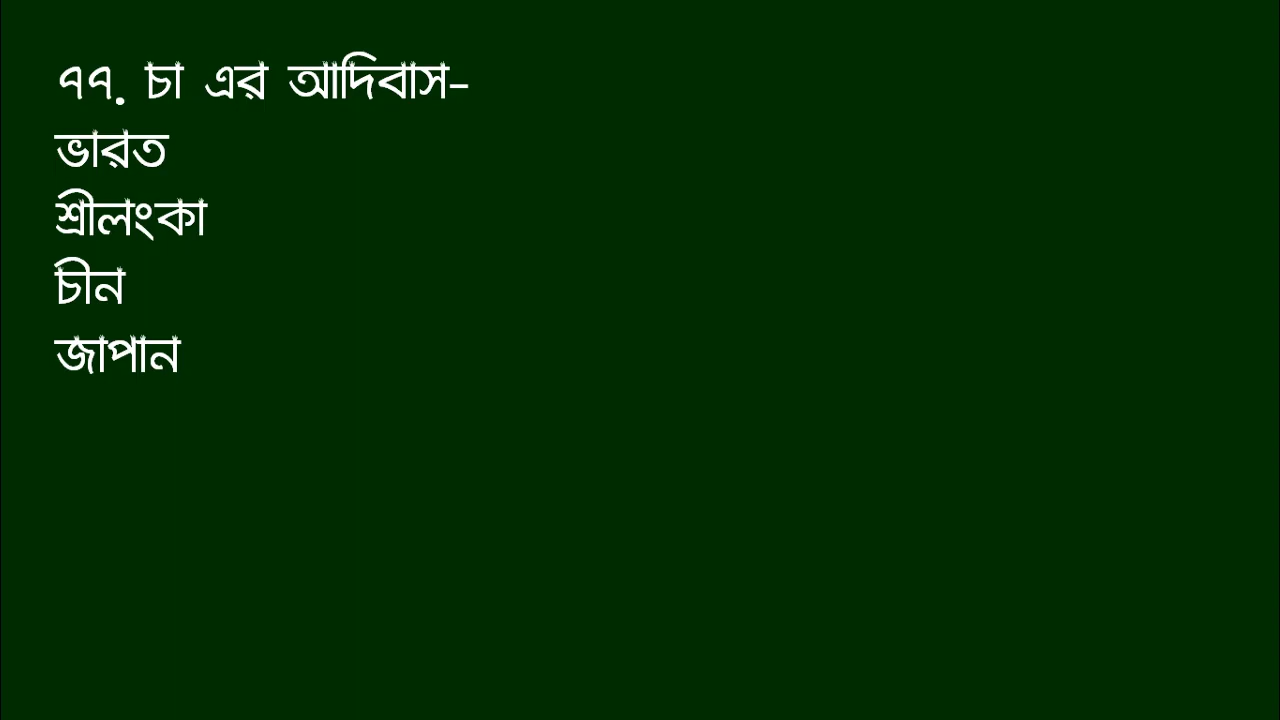 ৭৭. চা এর আদিবাস-
ভারত
শ্রীলংকা
চীন
জাপান